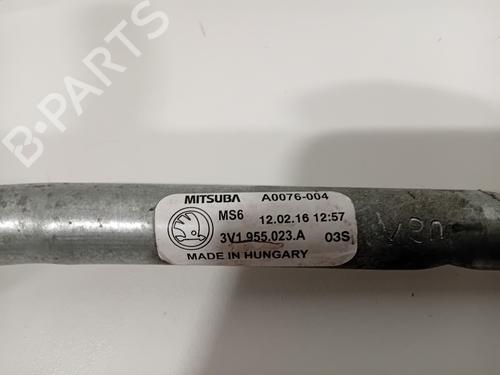 B-PARTS
MITSUBA A0076-004
MS6 12.02.16 12:57
3V1.955.023.A 03S
MADE IN HUNGARY